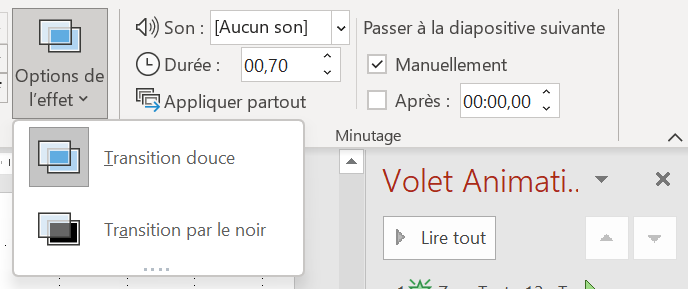 Options de
l'effet
Son : [Aucun son]
Durée : 00,70
Appliquer partout
Passer à la diapositive suivante
Manuellement
Après : 00:00,00
Minutage
Transition douce
Transition par le noir
Volet Animati...
Lire tout